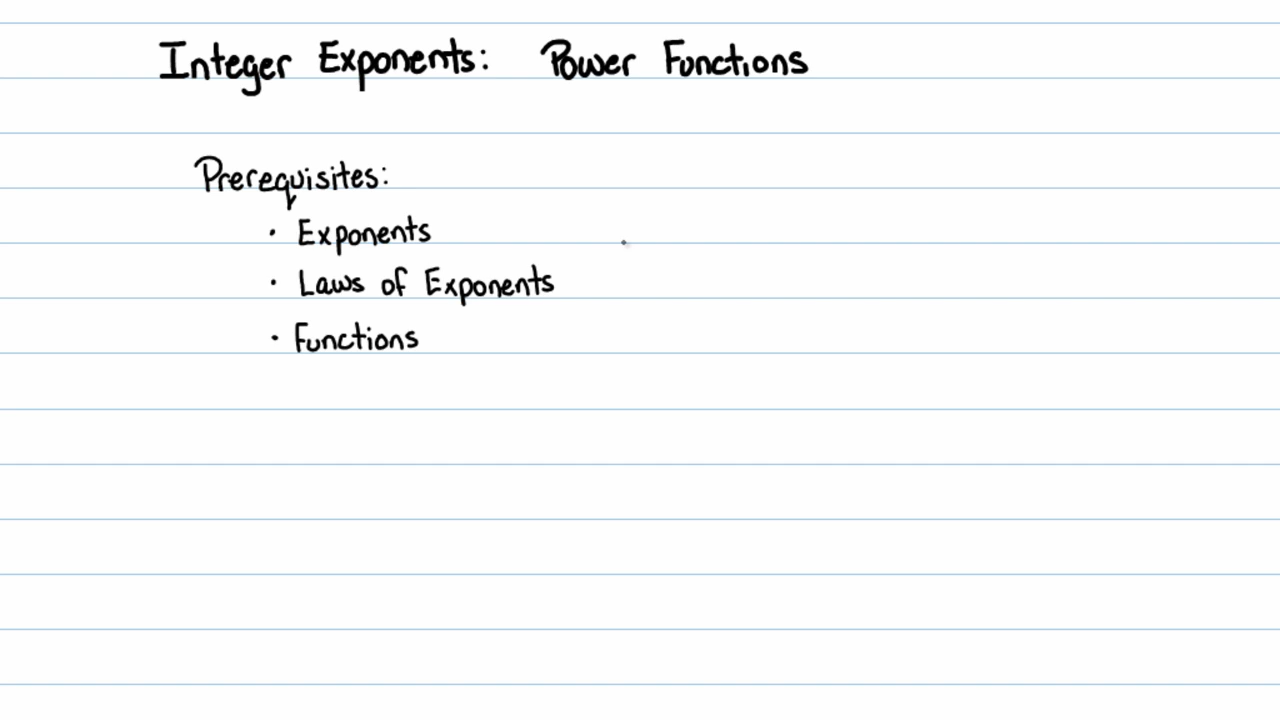 Integer Exponents: Power Functions
Prerequisites:
· Exponents
· Laws of Exponents
· Functions